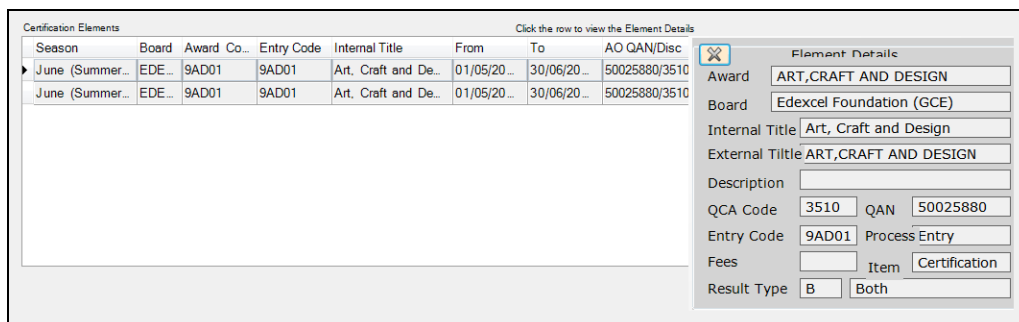 Certification Elements Click the row to view the Element Details
Season Board Award Co... Entry Code Internal Title From To AO QAN/Disc
June (Summer... EDE... 9AD01 9AD01 Art, Craft and De... 01/05/20... 30/06/20... 50025880/3510
June (Summer... EDE... 9AD01 9AD01 Art, Craft and De... 01/05/20... 30/06/20... 50025880/3510
Element Details
Award ART,CRAFT AND DESIGN
Board Edexcel Foundation (GCE)
Internal Title Art, Craft and Design
External Tiltle ART,CRAFT AND DESIGN
Description
QCA Code 3510 QAN 50025880
Entry Code 9AD01 Process Entry
Fees Item Certification
Result Type B Both